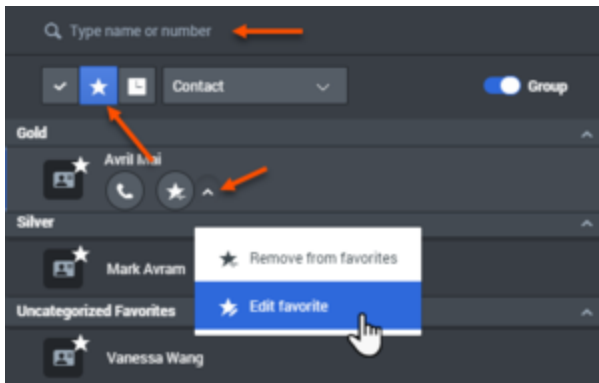 Type name or number
Contact
Group
Gold
Avril Mai
Silver
Mark Avram
Remove from favorites
Edit favorite
Uncategorized Favorites
Vanessa Wang